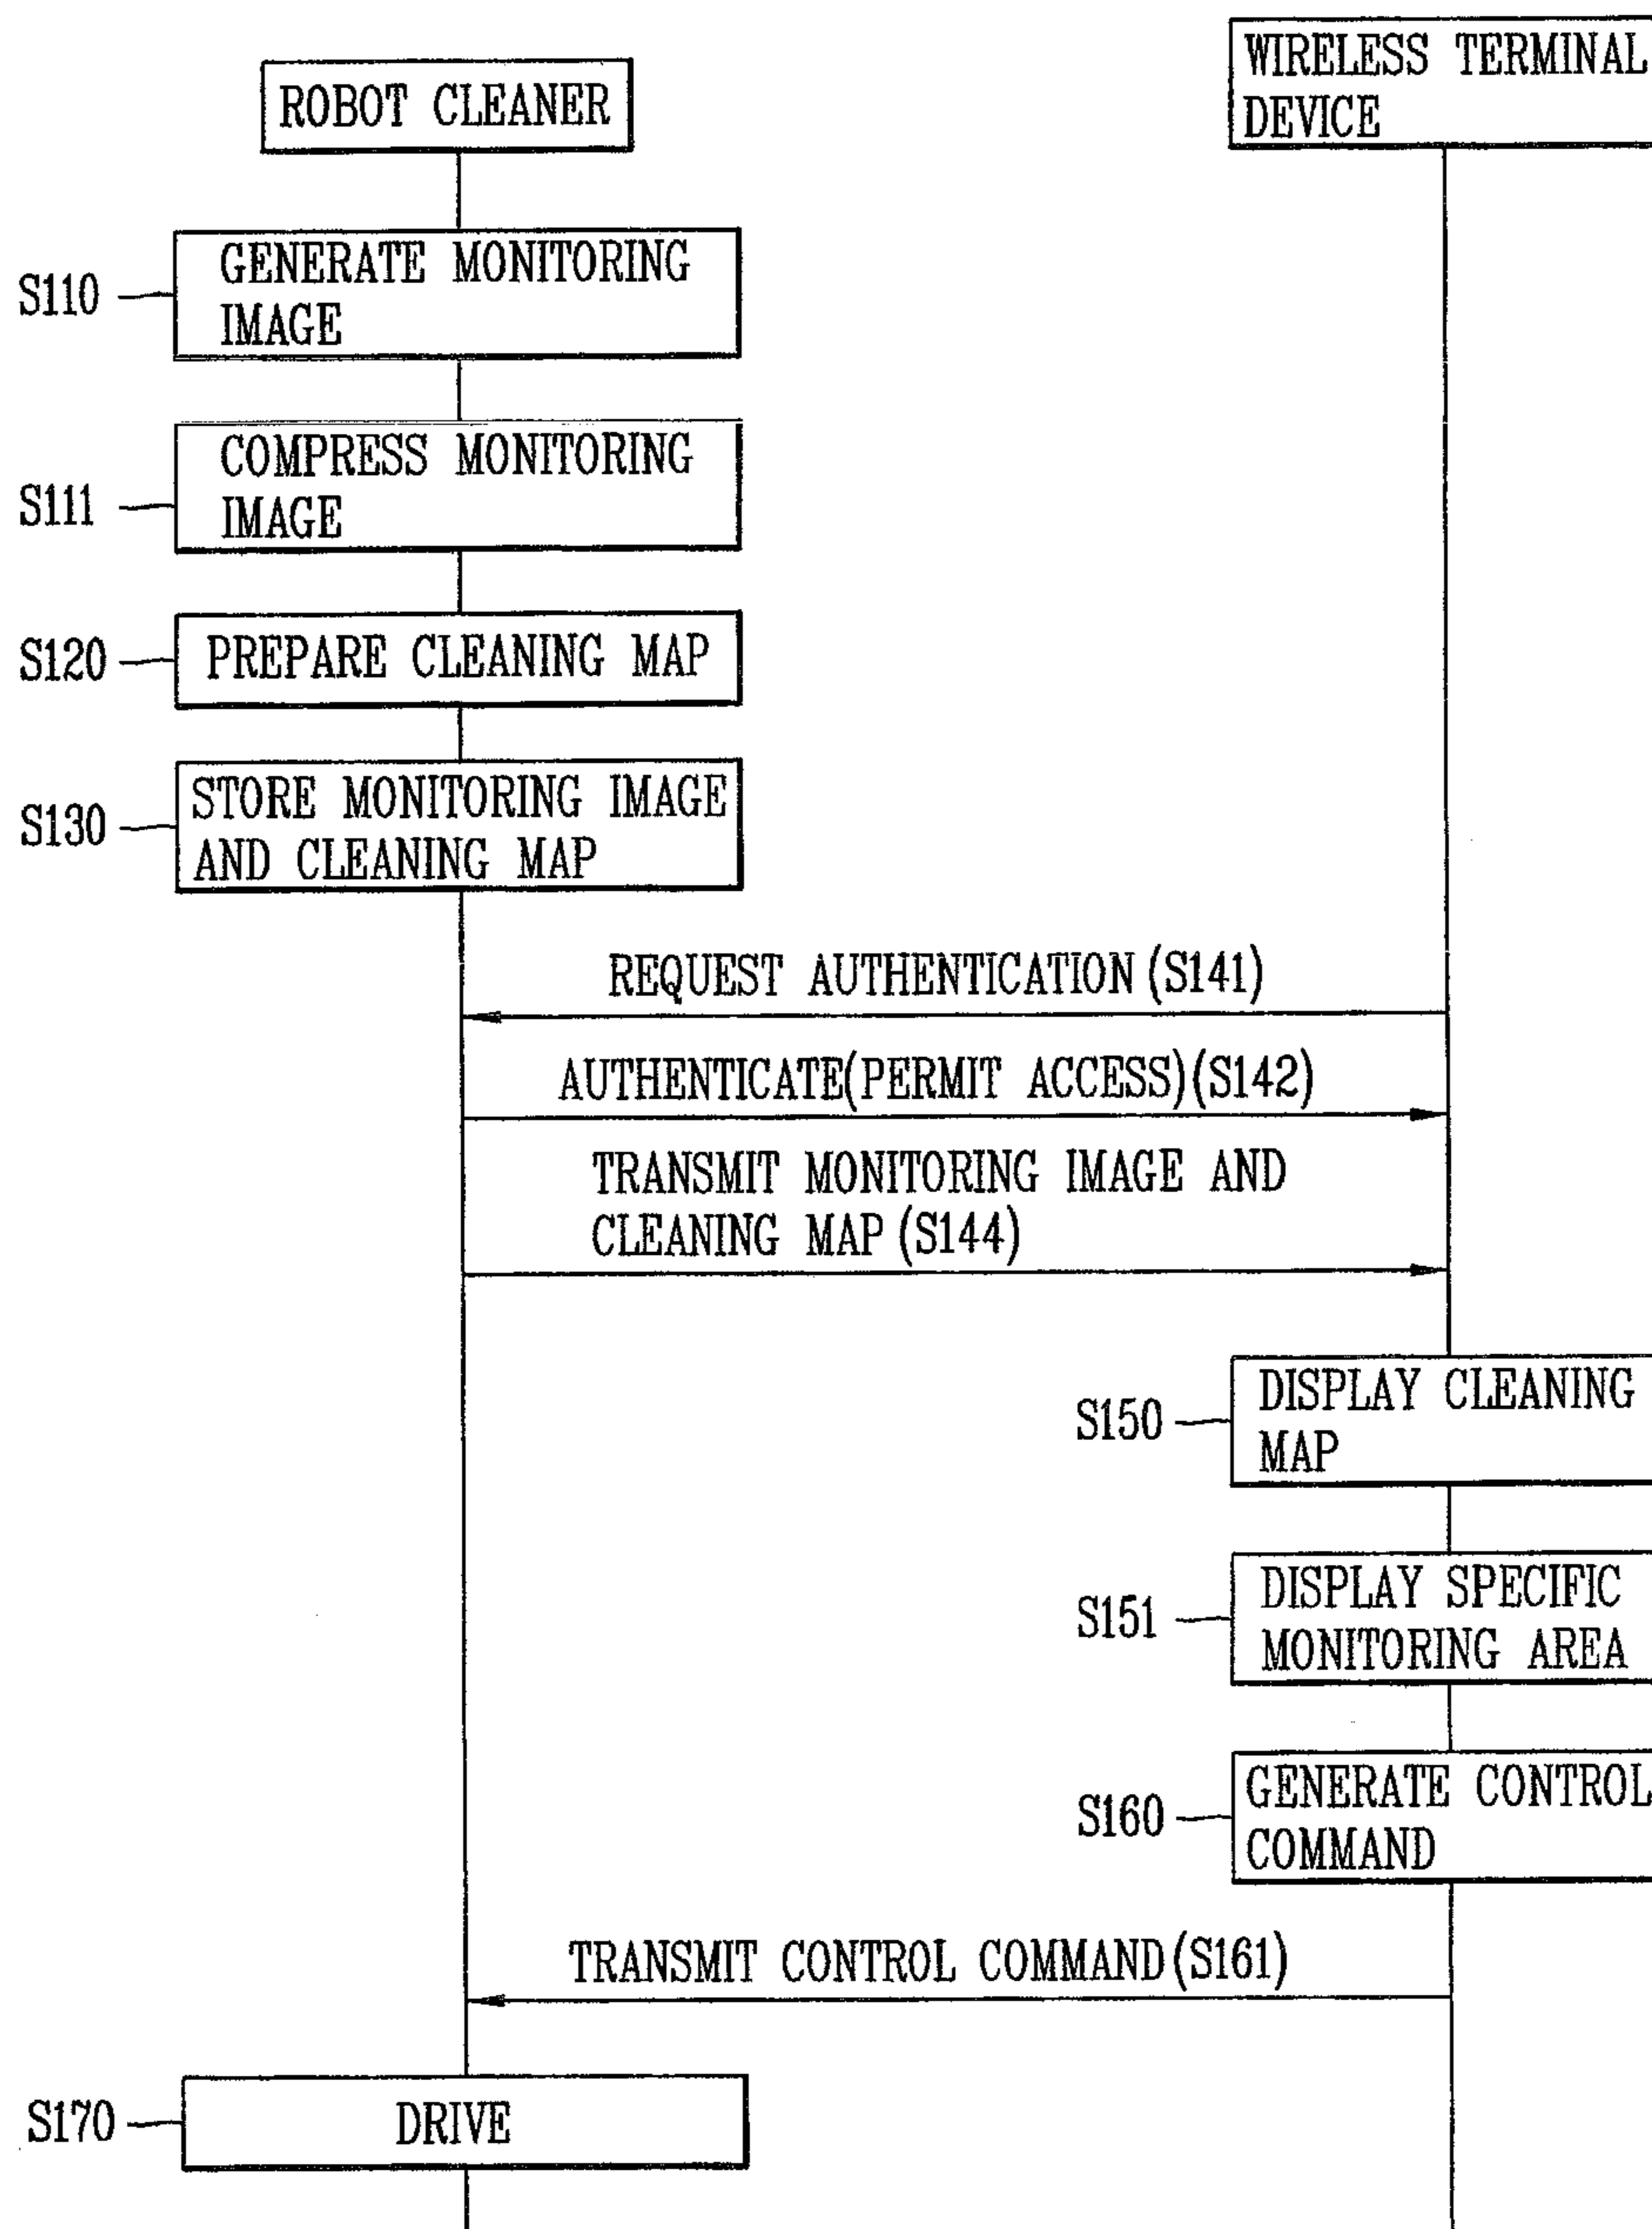 WIRELESS TERMINAL
DEVICE
ROBOT CLEANER
S110
GENERATE MONITORING
IMAGE
S111
COMPRESS MONITORING
IMAGE
S120
PREPARE CLEANING MAP
S130
STORE MONITORING IMAGE
AND CLEANING MAP
REQUEST AUTHENTICATION (S141)
AUTHENTICATE(PERMIT ACCESS)(S142)
TRANSMIT MONITORING IMAGE AND
CLEANING MAP (S144)
S150
DISPLAY CLEANING
MAP
S151
DISPLAY SPECIFIC
MONITORING AREA
S160
GENERATE CONTROL
COMMAND
TRANSMIT CONTROL COMMAND(S161)
S170
DRIVE